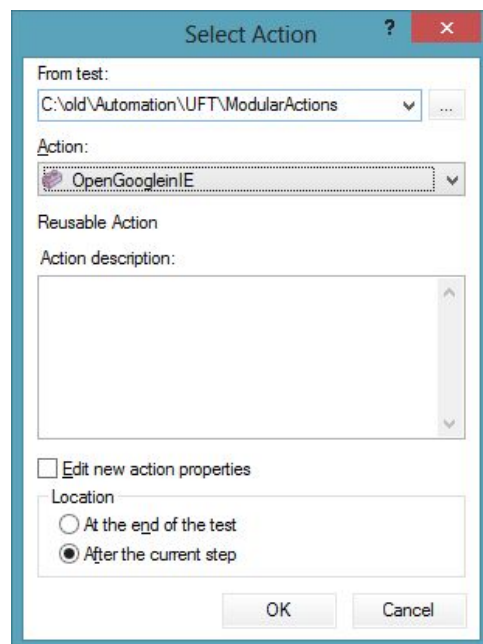 Select Action
?
×
From test:
C:\old\Automation\UFT\ModularActions
...
Action:
OpenGoogleinIE
Reusable Action
Action description:
Edit new action properties
Location
At the end of the test
After the current step
OK Cancel